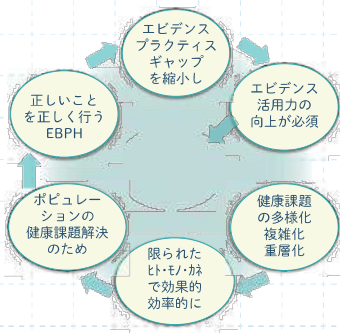 エビデンス
プラクティス
ギャップ
を縮小し
エビデンス
活用力の
向上が必須
健康課題
の多様化
複雑化
重層化
限られた
ﾋﾄ･ﾓﾉ･ｶﾈ
で効果的
効率的に
ポピュレー
ションの
健康課題解決
のため
正しいこと
を正しく行う
EBPH